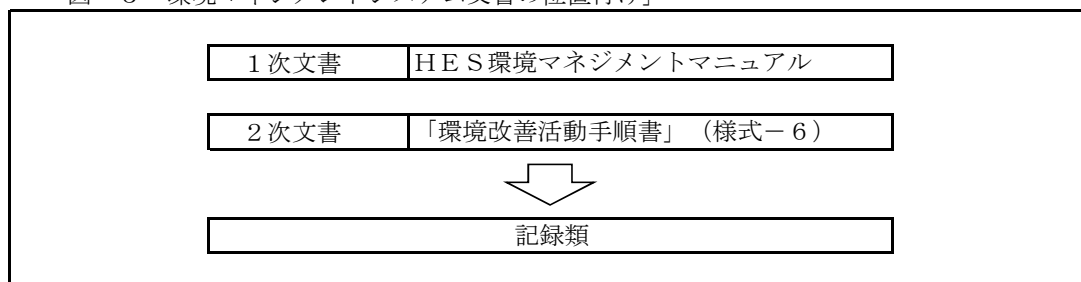 １次文書 ＨＥＳ環境マネジメントマニュアル
２次文書 「環境改善活動手順書」（様式－６）
記録類